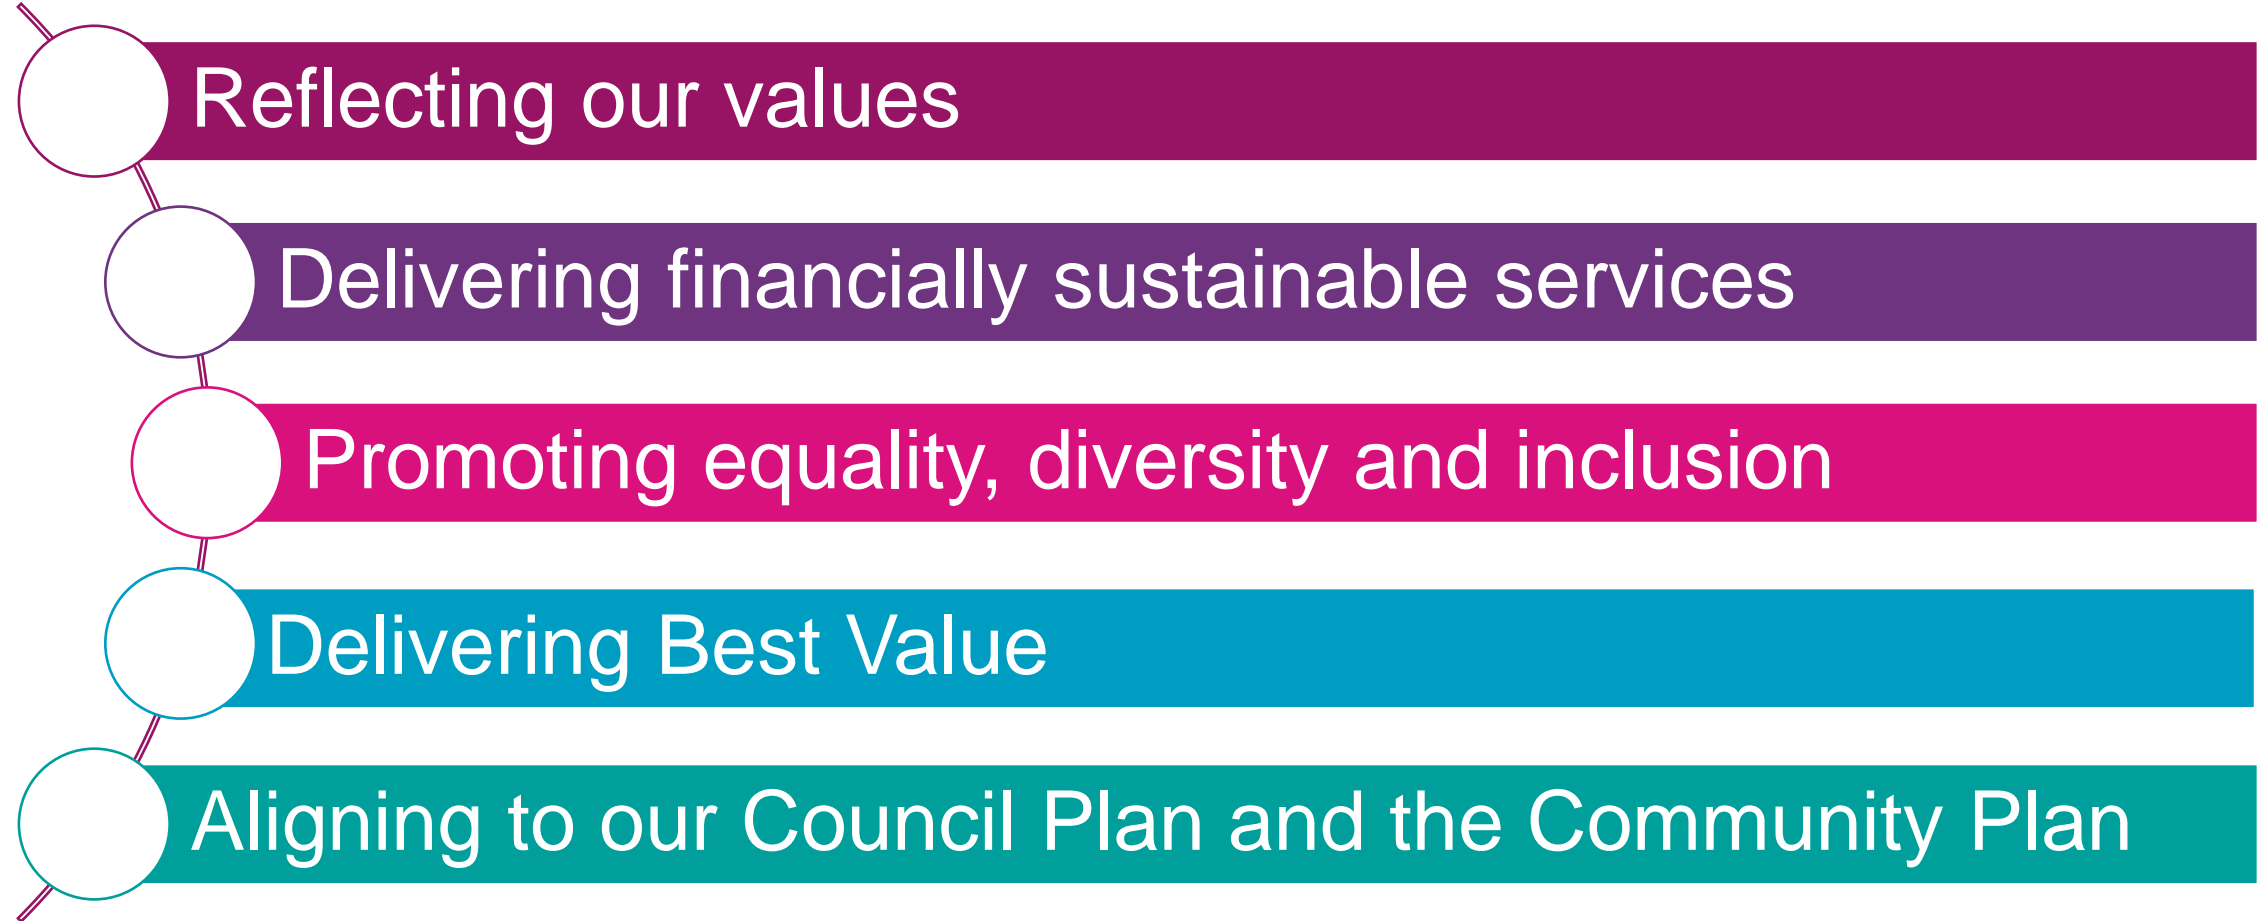 Reflecting our values
Delivering financially sustainable services
Promoting equality, diversity and inclusion
Delivering Best Value
Aligning to our Council Plan and the Community Plan